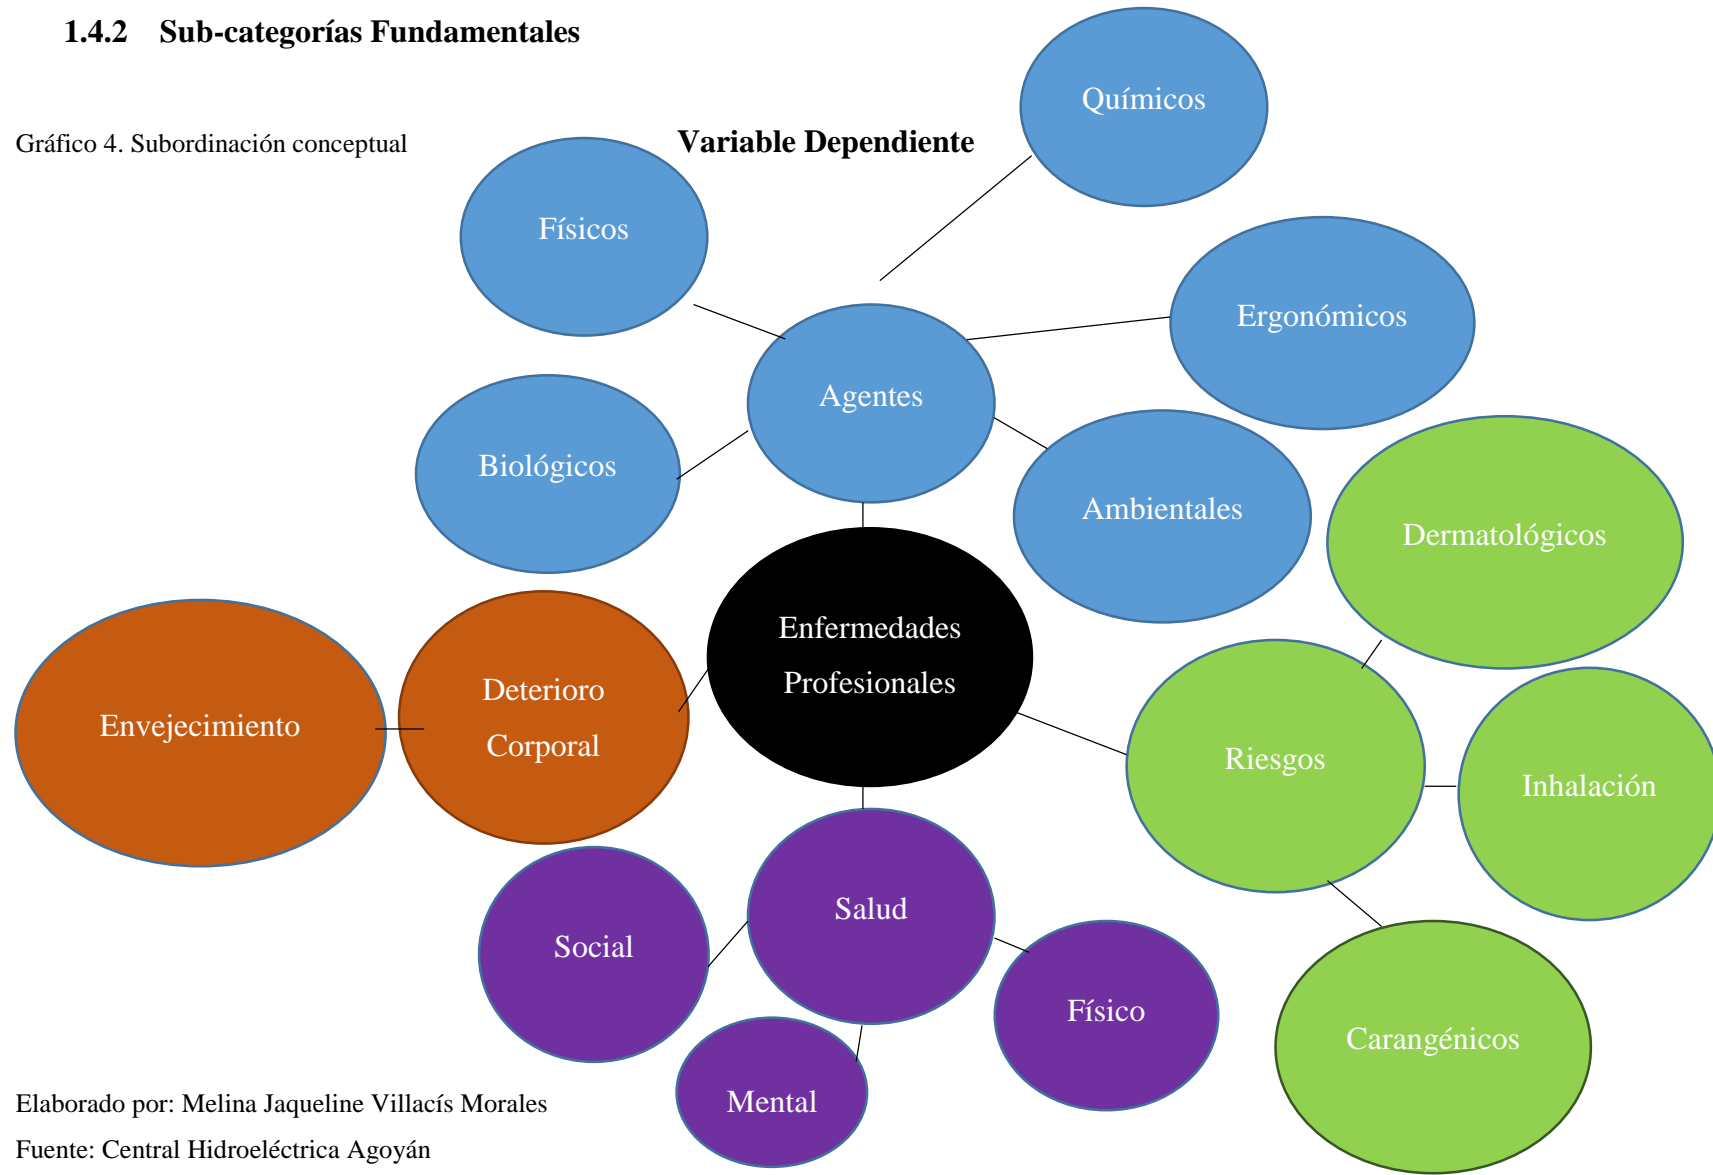 1.4.2 Sub-categorías Fundamentales
Químicos
Gráfico 4. Subordinación conceptual
Variable Dependiente
Físicos
Ergonómicos
Agentes
Biológicos
Ambientales
Dermatológicos
Enfermedades
Profesionales
Deterioro
Corporal
Envejecimiento
Riesgos
Inhalación
Salud
Social
Físico
Carangénicos
Mental
Elaborado por: Melina Jaqueline Villacís Morales
Fuente: Central Hidroeléctrica Agoyán